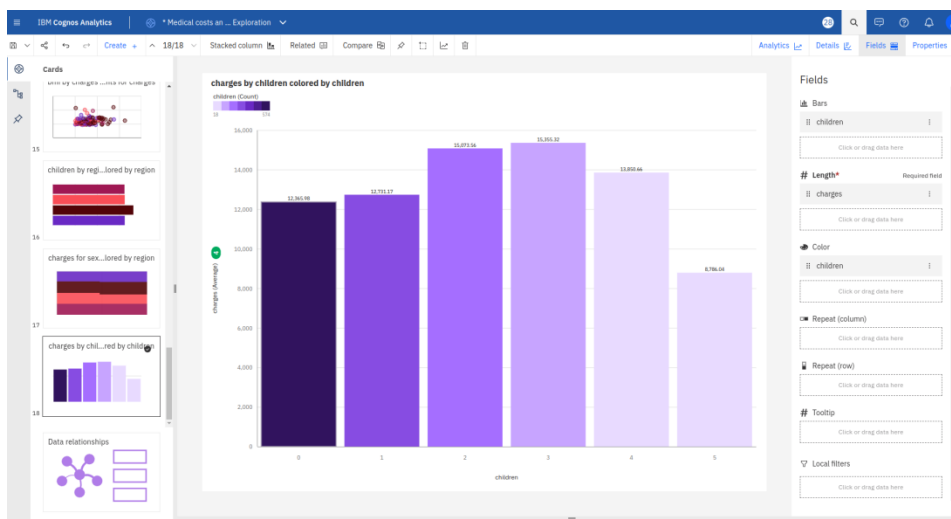 IBM Cognos Analytics
* Medical costs an ... Exploration
Create +
18/18
Stacked column
Related
Compare
Analytics
Details
Fields
Properties
Cards
15
children by regi...lored by region
16
charges for sex...lored by region
17
charges by chil...red by children
18
Data relationships
charges by children colored by children
children (Count)
18
574
16,000
14,000
12,000
10,000
8,000
6,000
4,000
2,000
0
charges (Average)
4
12,365.98
12,731.17
15,073.56
15,355.32
13,850.66
8,786.04
0
1
2
3
4
5
children
Fields
Bars
children
Click or drag data here
# Length*
Required field
charges
Click or drag data here
Color
children
Click or drag data here
Repeat (column)
Click or drag data here
Repeat (row)
Click or drag data here
# Tooltip
Click or drag data here
Local filters
Click or drag data here